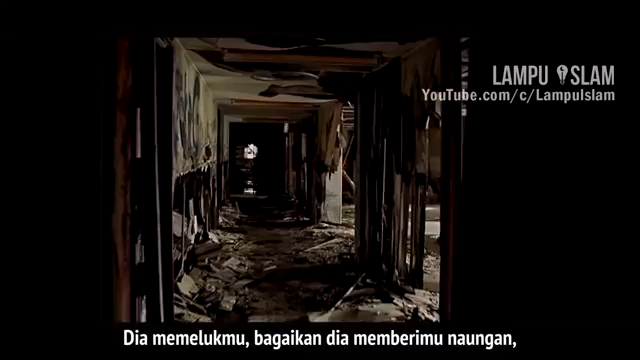 LAMPU ISLAM
YouTube.com/c/LampuIslam
Dia memelukmu, bagaikan dia memberimu naungan,